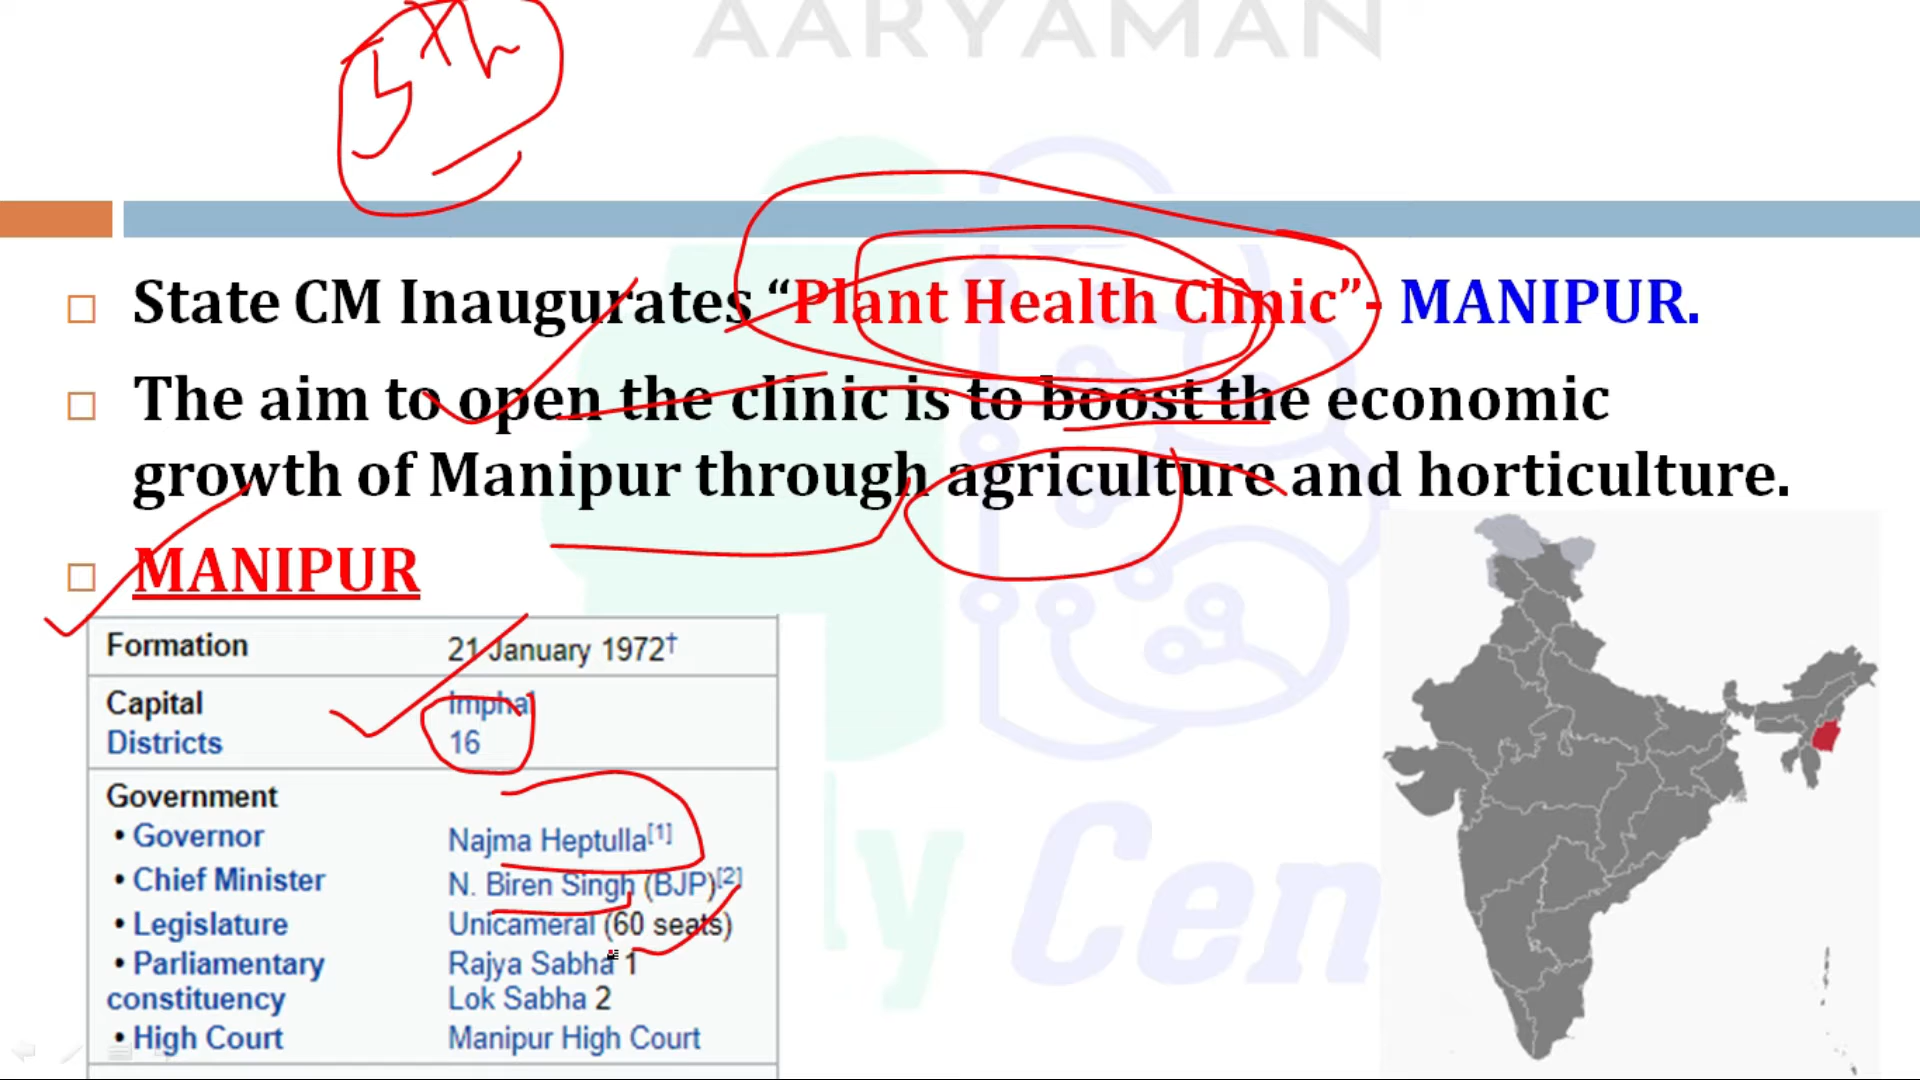 AARYAMAN
State CM Inaugurates “Plant Health Clinic”- MANIPUR.
The aim to open the clinic is to boost the economic
growth of Manipur through agriculture and horticulture.
MANIPUR
Formation 21 January 1972†
Capital Imphal
Districts 16
Government
• Governor Najma Heptulla[1]
• Chief Minister N. Biren Singh (BJP)[2]
• Legislature Unicameral (60 seats)
• Parliamentary Rajya Sabha 1
constituency Lok Sabha 2
• High Court Manipur High Court
ly Cen